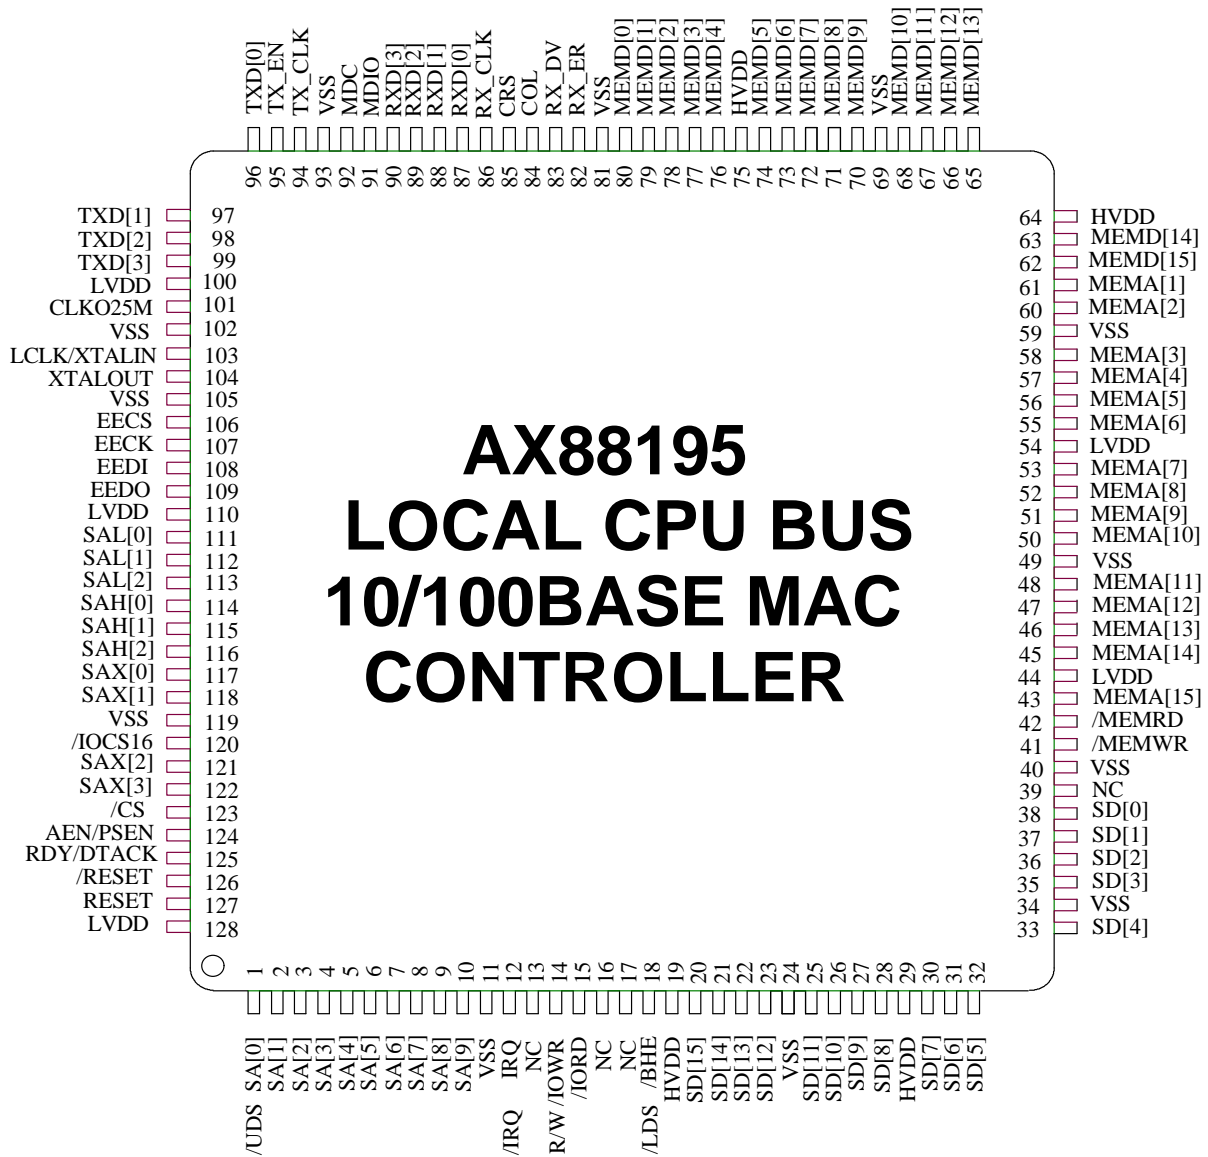 TXD[0]
TX_EN
TX_CLK
VSS
MDC
MDIO
RXD[3]
RXD[2]
RXD[1]
RXD[0]
RX_CLK
CRS
COL
RX_DV
RX_ER
VSS
MEMD[0]
MEMD[1]
MEMD[2]
MEMD[3]
MEMD[4]
HVDD
MEMD[5]
MEMD[6]
MEMD[7]
MEMD[8]
MEMD[9]
VSS
MEMD[10]
MEMD[11]
MEMD[12]
MEMD[13]
96
95
94
93
92
91
90
89
88
87
86
85
84
83
82
81
80
79
78
77
76
75
74
73
72
71
70
69
68
67
66
65
TXD[1] 97
TXD[2] 98
TXD[3] 99
LVDD 100
CLKO25M 101
VSS 102
LCLK/XTALIN 103
XTALOUT 104
VSS 105
EECS 106
EECK 107
EEDI 108
EEDO 109
LVDD 110
SAL[0] 111
SAL[1] 112
SAL[2] 113
SAH[0] 114
SAH[1] 115
SAH[2] 116
SAX[0] 117
SAX[1] 118
VSS 119
/IOCS16 120
SAX[2] 121
SAX[3] 122
/CS 123
AEN/PSEN 124
RDY/DTACK 125
/RESET 126
RESET 127
LVDD 128
AX88195
LOCAL CPU BUS
10/100BASE MAC
CONTROLLER
64 HVDD
63 MEMD[14]
62 MEMD[15]
61 MEMA[1]
60 MEMA[2]
59 VSS
58 MEMA[3]
57 MEMA[4]
56 MEMA[5]
55 MEMA[6]
54 LVDD
53 MEMA[7]
52 MEMA[8]
51 MEMA[9]
50 MEMA[10]
49 VSS
48 MEMA[11]
47 MEMA[12]
46 MEMA[13]
45 MEMA[14]
44 LVDD
43 MEMA[15]
42 /MEMRD
41 /MEMWR
40 VSS
39 NC
38 SD[0]
37 SD[1]
36 SD[2]
35 SD[3]
34 VSS
33 SD[4]
1
2
3
4
5
6
7
8
9
10
11
12
13
14
15
16
17
18
19
20
21
22
23
24
25
26
27
28
29
30
31
32
/UDS SA[0]
SA[1]
SA[2]
SA[3]
SA[4]
SA[5]
SA[6]
SA[7]
SA[8]
SA[9]
VSS
/IRQ IRQ
NC
R/W /IOWR
/IORD
NC
NC
/LDS /BHE
HVDD
SD[15]
SD[14]
SD[13]
SD[12]
VSS
SD[11]
SD[10]
SD[9]
SD[8]
HVDD
SD[7]
SD[6]
SD[5]